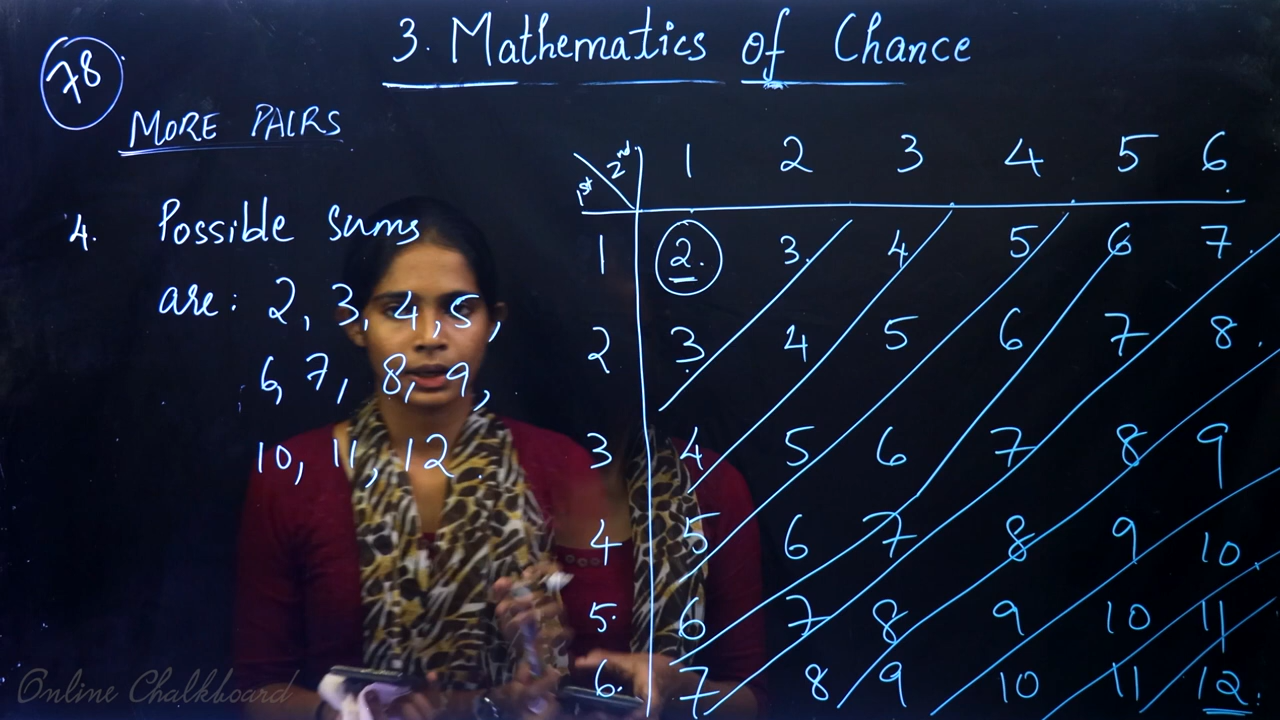 3. Mathematics of Chance
78
MORE PAIRS
4. Possible sums
are: 2, 3, 4, 5,
6, 7, 8, 9,
10, 11, 12.
1st 2nd 1 2 3 4 5 6
1 2. 3. 4 5 6 7.
2 3 4 5 6 7 8.
3 4 5 6 7 8 9
4 5 6 7 8 9 10.
5. 6 7 8 9 10 11
6. 7 8 9 10 11 12.
Online Chalkboard